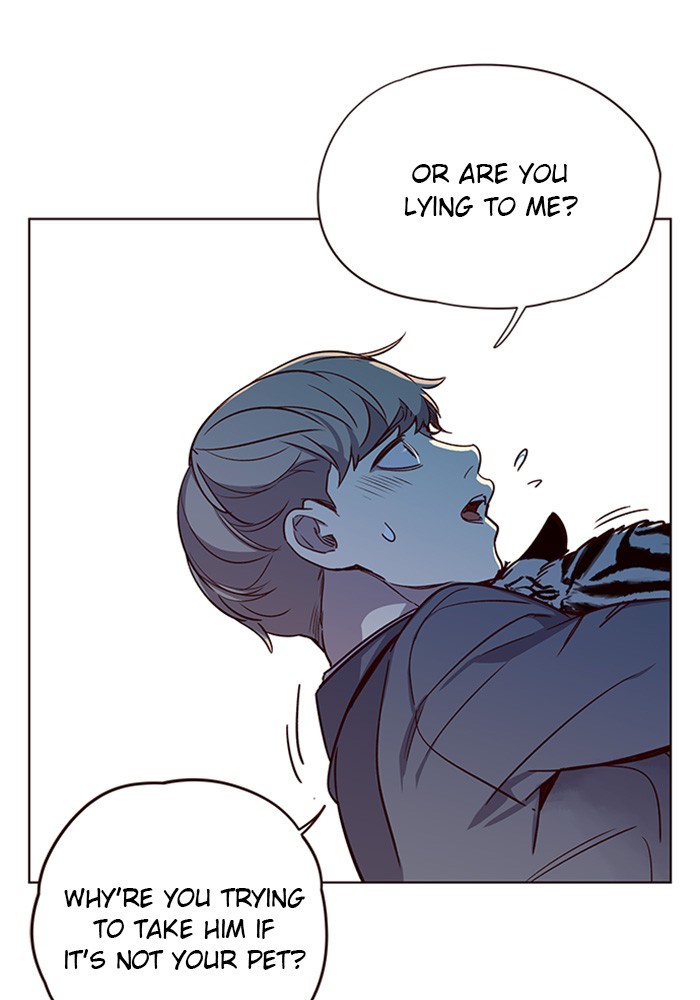 OR ARE YOU
LYING TO ME?
WHY'RE YOU TRYING
TO TAKE HIM IF
IT'S NOT YOUR PET?